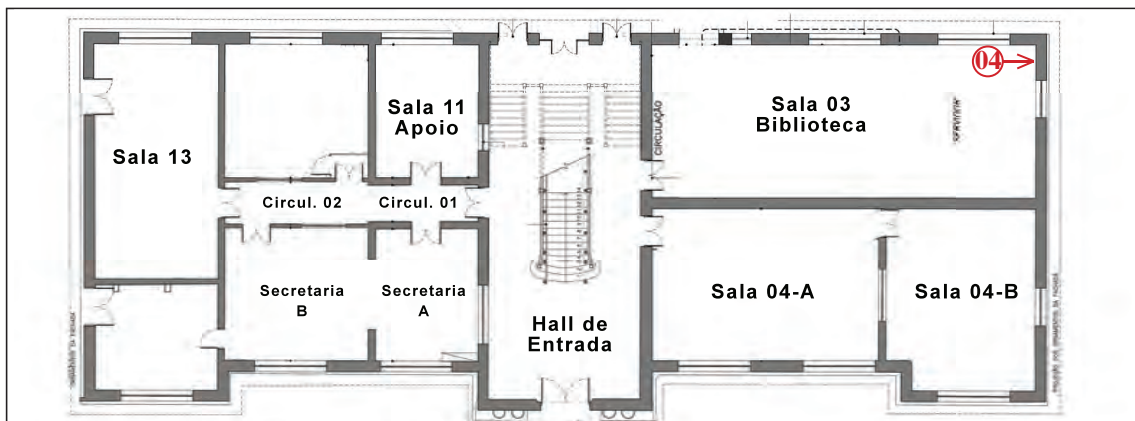 04
Sala 11
Apoio
Sala 03
Biblioteca
CIRCULAÇÃO
Sala 13
Circul. 02
Circul. 01
Secretaria
B
Secretaria
A
Sala 04-A
Sala 04-B
Hall de
Entrada